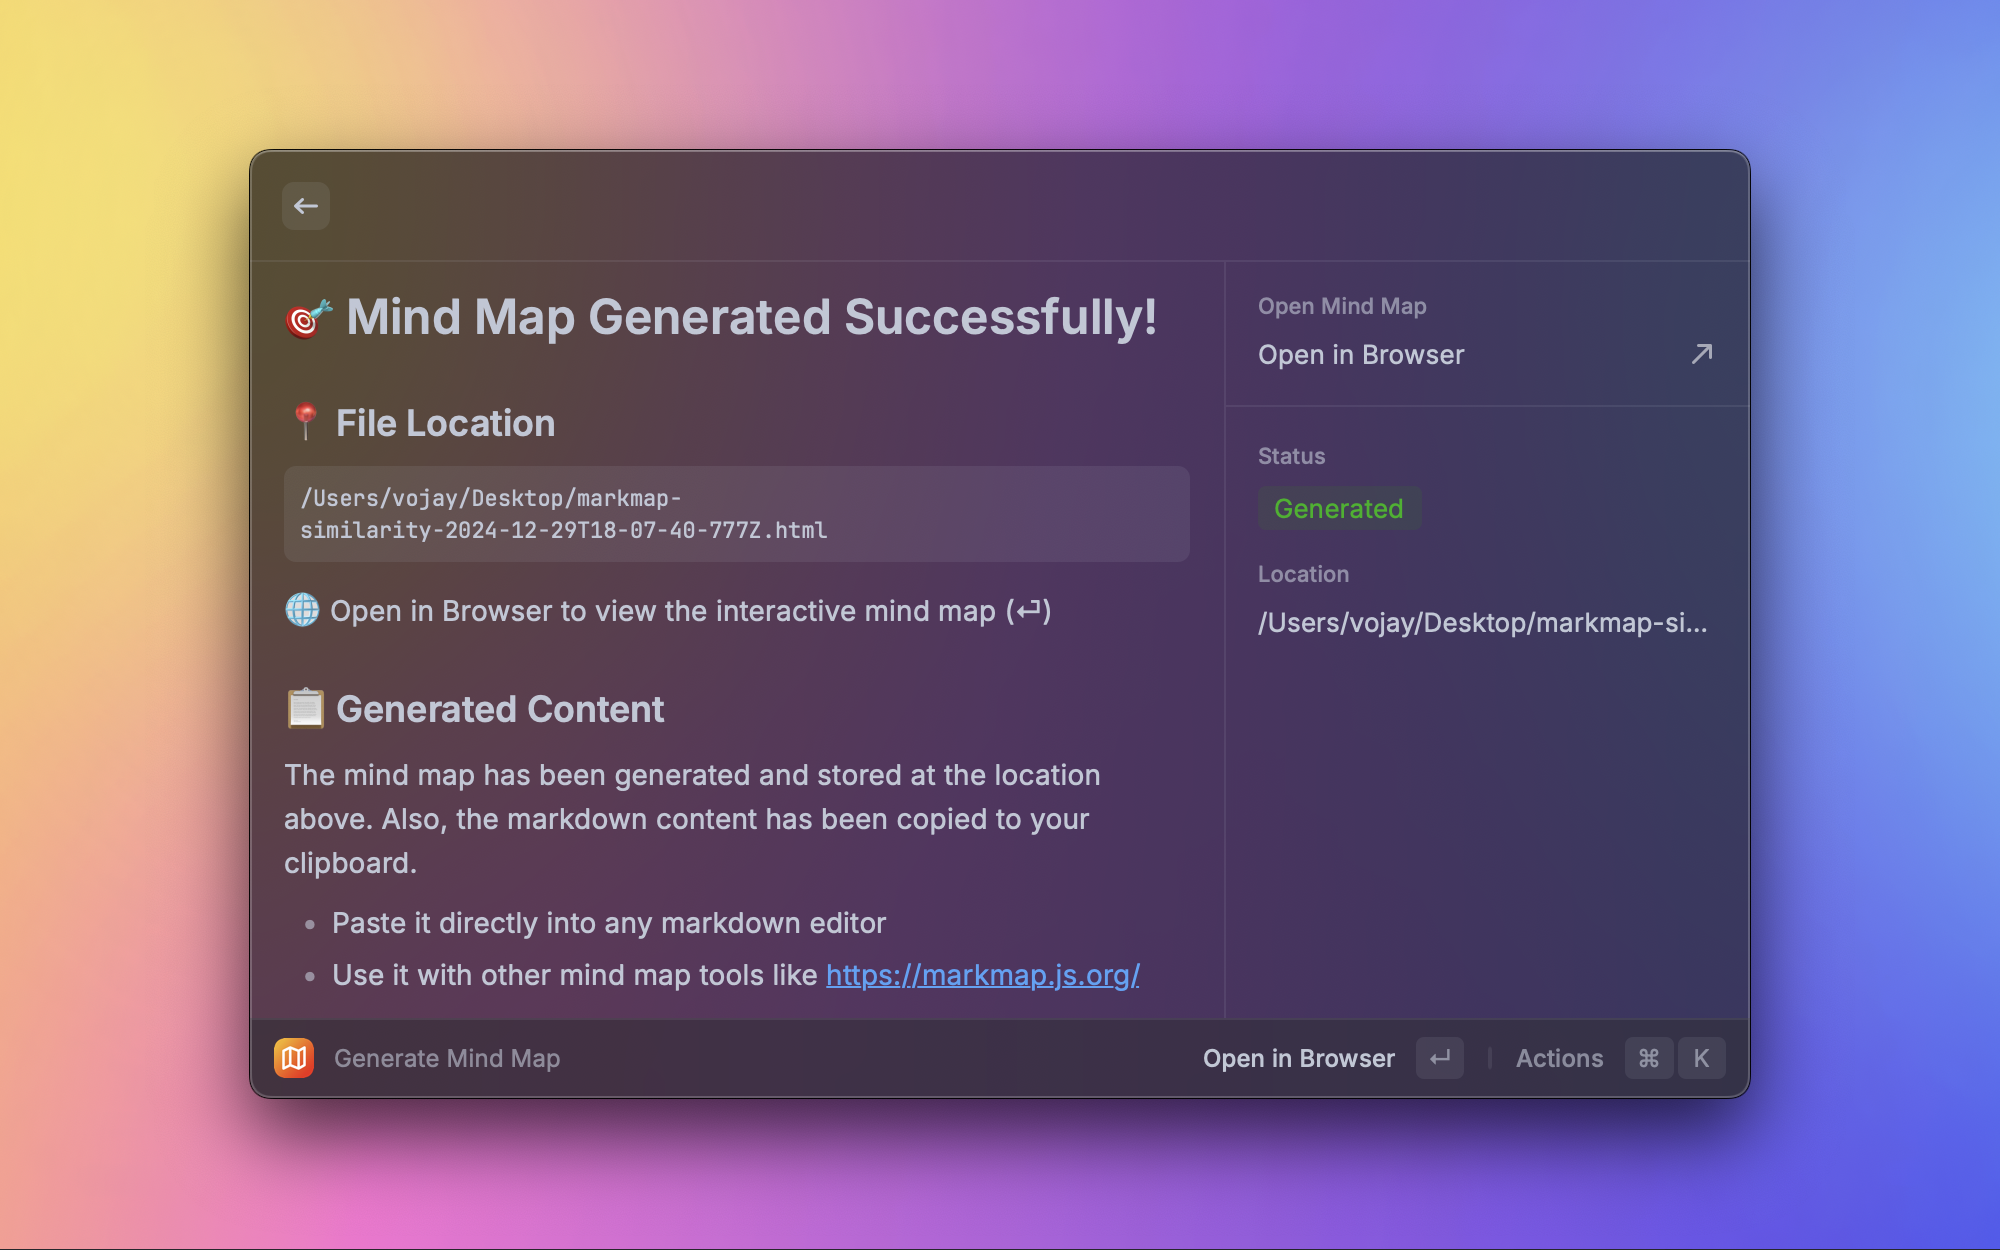 🎯 Mind Map Generated Successfully!
📍 File Location
/Users/vojay/Desktop/markmap-
similarity-2024-12-29T18-07-40-777Z.html
🌐 Open in Browser to view the interactive mind map (↵)
📋 Generated Content
The mind map has been generated and stored at the location
above. Also, the markdown content has been copied to your
clipboard.
• Paste it directly into any markdown editor
• Use it with other mind map tools like https://markmap.js.org/
Open Mind Map
Open in Browser ↗
Status
Generated
Location
/Users/vojay/Desktop/markmap-si...
Generate Mind Map
Open in Browser ↵ | Actions ⌘ K